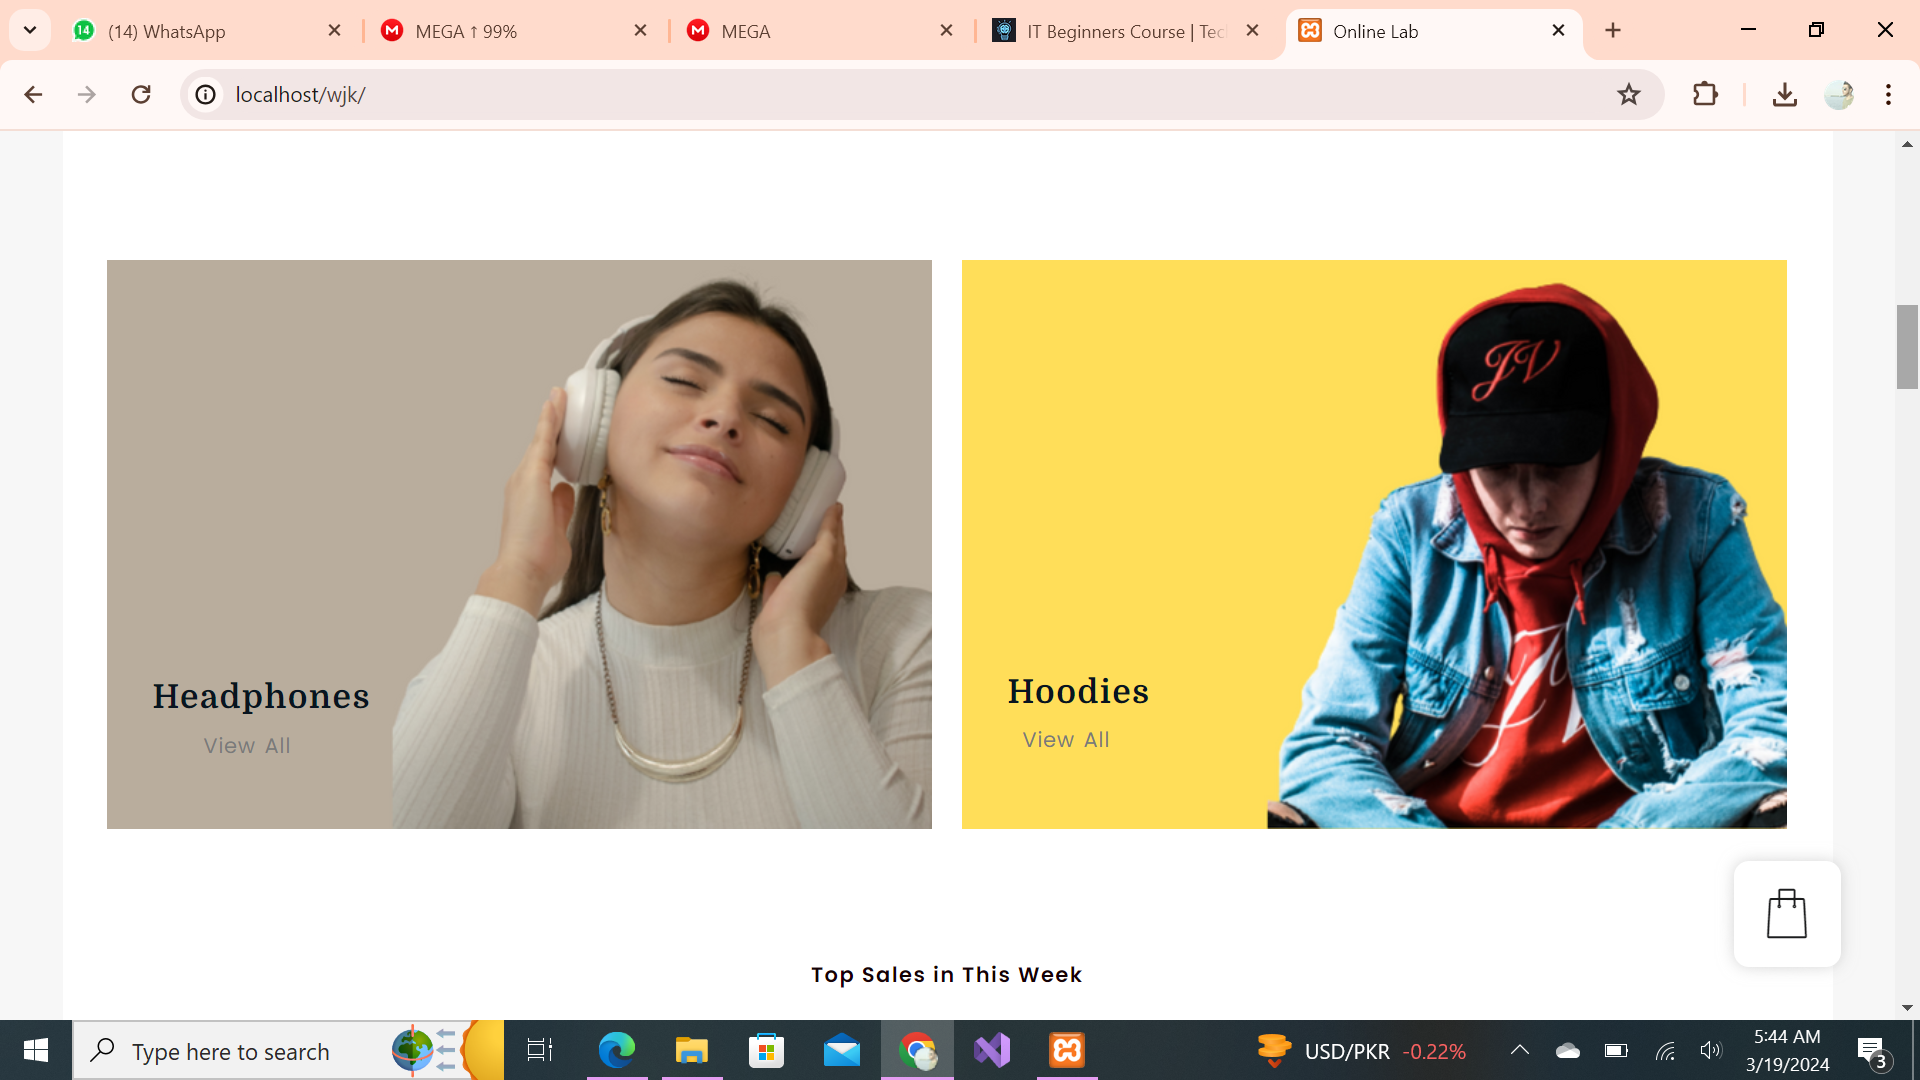 (14) WhatsApp
MEGA ↑ 99%
MEGA
IT Beginners Course | Tec
Online Lab
localhost/wjk/
JV
Headphones
View All
Hoodies
View All
Top Sales in This Week
Type here to search
USD/PKR -0.22%
5:44 AM
3/19/2024
3